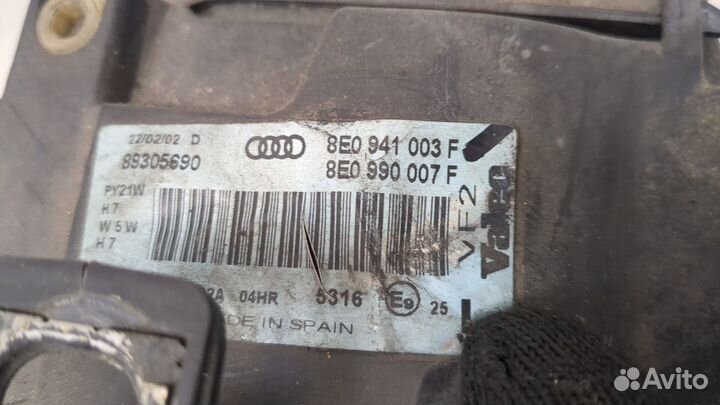 22/02/02 D
89305690
8E0 941 003 F
8E0 990 007 F
PY21W
H7
W5W
H7
VF2
Valeo
2A 04HR 5316 E9 25
DE IN SPAIN
Avito